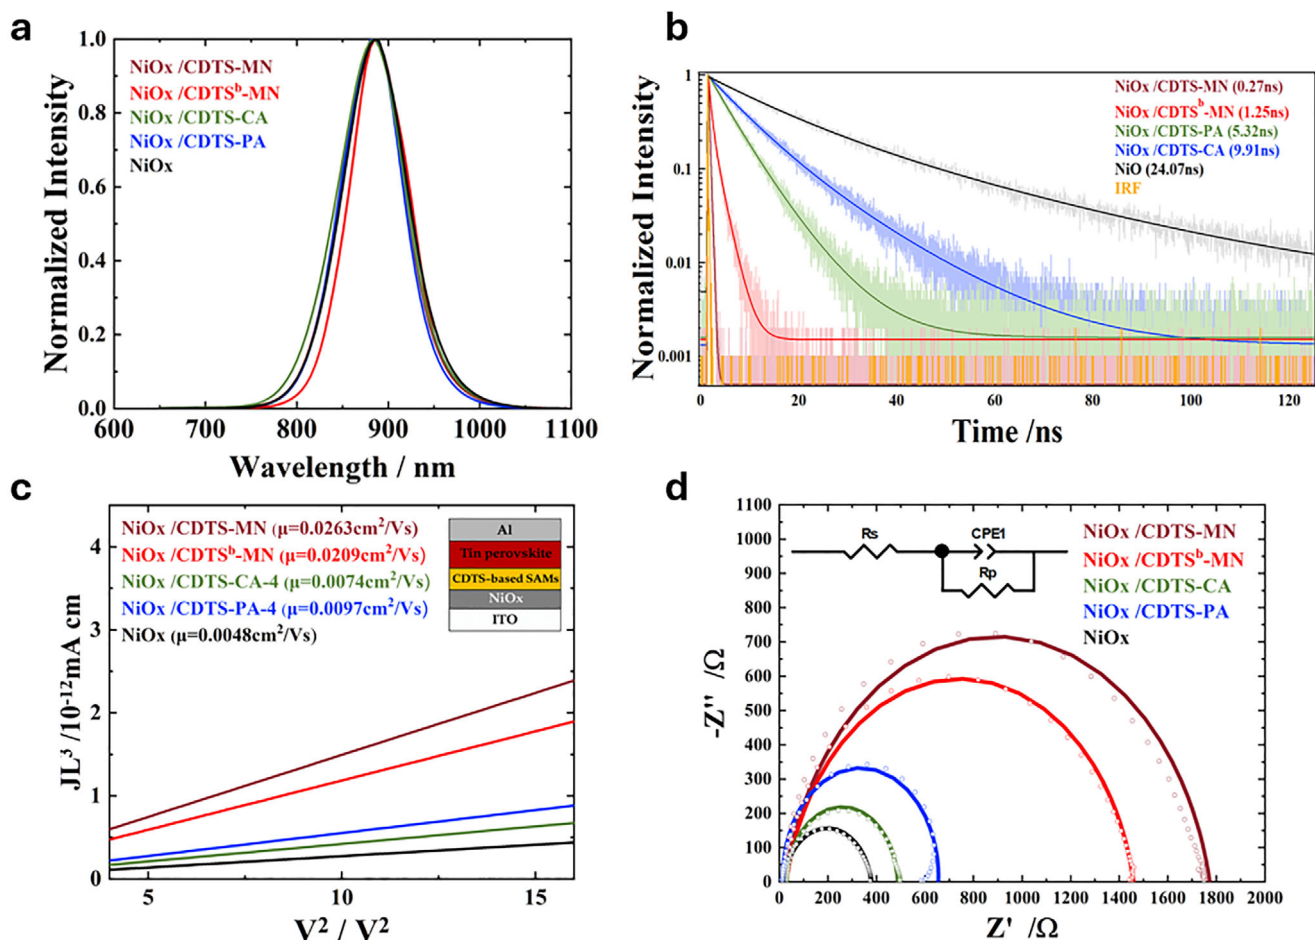 a
NiOx /CDTS-MN
NiOx /CDTSᵇ-MN
NiOx /CDTS-CA
NiOx /CDTS-PA
NiOx
1.0
0.8
0.6
0.4
0.2
0.0
Normalized Intensity
600 700 800 900 1000 1100
Wavelength / nm
b
NiOx /CDTS-MN (0.27ns)
NiOx /CDTSᵇ-MN (1.25ns)
NiOx /CDTS-PA (5.32ns)
NiOx /CDTS-CA (9.91ns)
NiO (24.07ns)
IRF
1
0.1
0.01
0.001
Normalized Intensity
0 20 40 60 80 100 120
Time /ns
c
NiOx /CDTS-MN (μ=0.0263cm²/Vs)
NiOx /CDTSᵇ-MN (μ=0.0209cm²/Vs)
NiOx /CDTS-CA-4 (μ=0.0074cm²/Vs)
NiOx /CDTS-PA-4 (μ=0.0097cm²/Vs)
NiOx (μ=0.0048cm²/Vs)
Al
Tin perovskite
CDTS-based SAMs
NiOx
ITO
4
3
2
1
0
JL³ /10⁻¹²mA cm
5 10 15
V² / V²
d
Rs
CPE1
Rp
NiOx /CDTS-MN
NiOx /CDTSᵇ-MN
NiOx /CDTS-CA
NiOx /CDTS-PA
NiOx
1100
1000
900
800
700
600
500
400
300
200
100
0
-Z'' /Ω
0 200 400 600 800 1000 1200 1400 1600 1800 2000
Z' /Ω